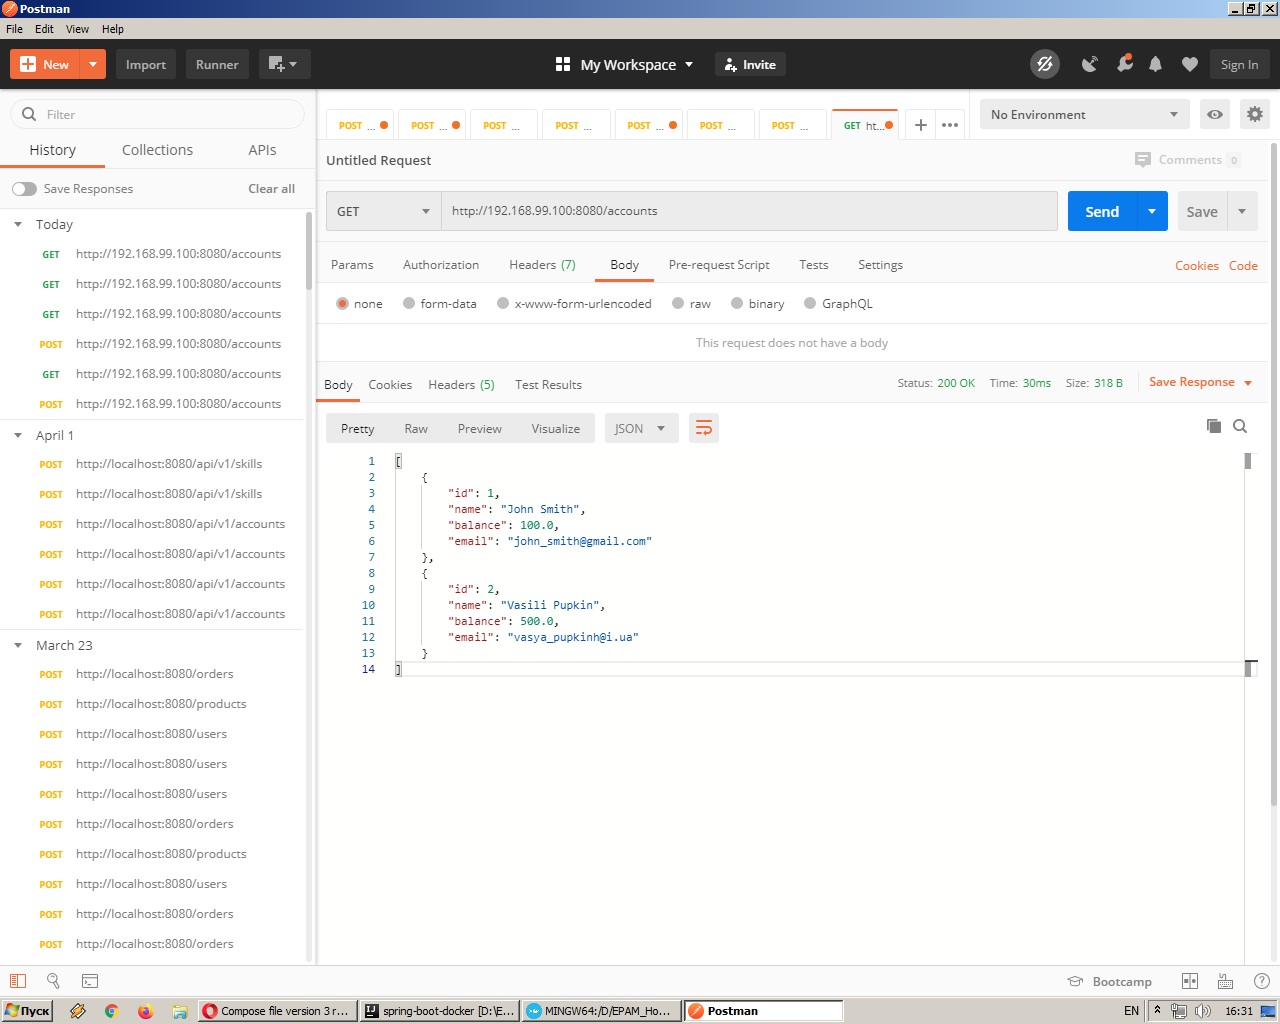 Postman
File Edit View Help
New Import Runner My Workspace Invite Sign In
Filter
History Collections APIs
Save Responses Clear all
Today
GET http://192.168.99.100:8080/accounts
GET http://192.168.99.100:8080/accounts
GET http://192.168.99.100:8080/accounts
POST http://192.168.99.100:8080/accounts
GET http://192.168.99.100:8080/accounts
POST http://192.168.99.100:8080/accounts
April 1
POST http://localhost:8080/api/v1/skills
POST http://localhost:8080/api/v1/skills
POST http://localhost:8080/api/v1/accounts
POST http://localhost:8080/api/v1/accounts
POST http://localhost:8080/api/v1/accounts
POST http://localhost:8080/api/v1/accounts
March 23
POST http://localhost:8080/orders
POST http://localhost:8080/products
POST http://localhost:8080/users
POST http://localhost:8080/users
POST http://localhost:8080/users
POST http://localhost:8080/orders
POST http://localhost:8080/products
POST http://localhost:8080/users
POST http://localhost:8080/orders
POST http://localhost:8080/orders
POST ... POST ... POST ... POST ... POST ... POST ... POST ... GET ht... + ••• No Environment
Untitled Request Comments 0
GET http://192.168.99.100:8080/accounts Send Save
Params Authorization Headers (7) Body Pre-request Script Tests Settings Cookies Code
none form-data x-www-form-urlencoded raw binary GraphQL
This request does not have a body
Body Cookies Headers (5) Test Results Status: 200 OK Time: 30ms Size: 318 B Save Response
Pretty Raw Preview Visualize JSON
1 [
2 {
3 "id": 1,
4 "name": "John Smith",
5 "balance": 100.0,
6 "email": "john_smith@gmail.com"
7 },
8 {
9 "id": 2,
10 "name": "Vasili Pupkin",
11 "balance": 500.0,
12 "email": "vasya_pupkinh@i.ua"
13 }
14 ]
Bootcamp
Пуск Compose file version 3 r... spring-boot-docker [D:\E... MINGW64:/D/EPAM_Ho... Postman EN 16:31